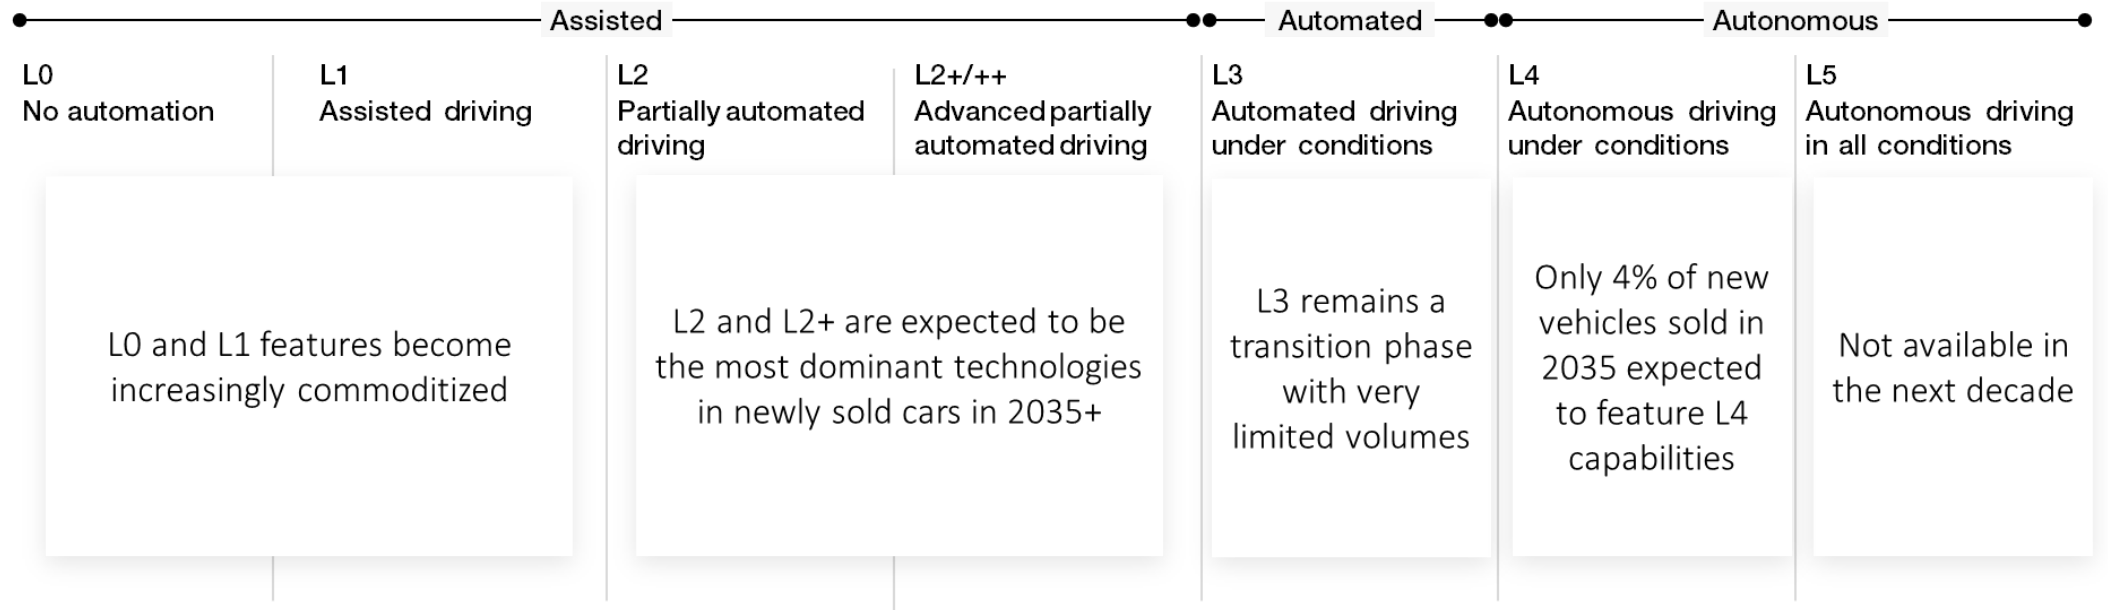 Assisted
Automated
Autonomous
L0
No automation
L1
Assisted driving
L2
Partially automated
driving
L2+/++
Advanced partially
automated driving
L3
Automated driving
under conditions
L4
Autonomous driving
under conditions
L5
Autonomous driving
in all conditions
L0 and L1 features become
increasingly commoditized
L2 and L2+ are expected to be
the most dominant technologies
in newly sold cars in 2035+
L3 remains a
transition phase
with very
limited volumes
Only 4% of new
vehicles sold in
2035 expected
to feature L4
capabilities
Not available in
the next decade